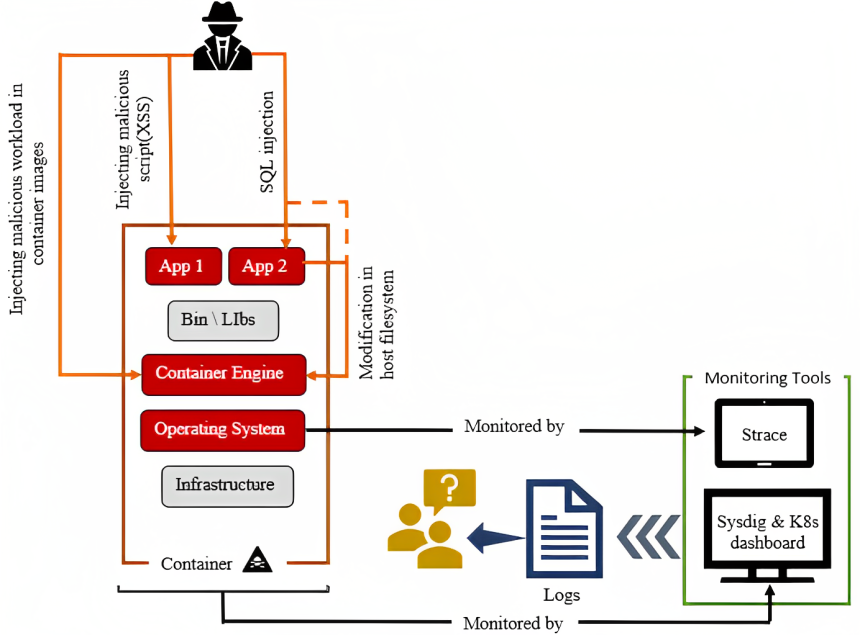 Injecting malicious workload in
container images
Injecting malicious
script(XSS)
SQL injection
App 1
App 2
Bin \ LIbs
Modification in
host filesystem
Container Engine
Operating System
Infrastructure
Container
Monitored by
Monitoring Tools
Strace
Sysdig & K8s
dashboard
?
Logs
Monitored by